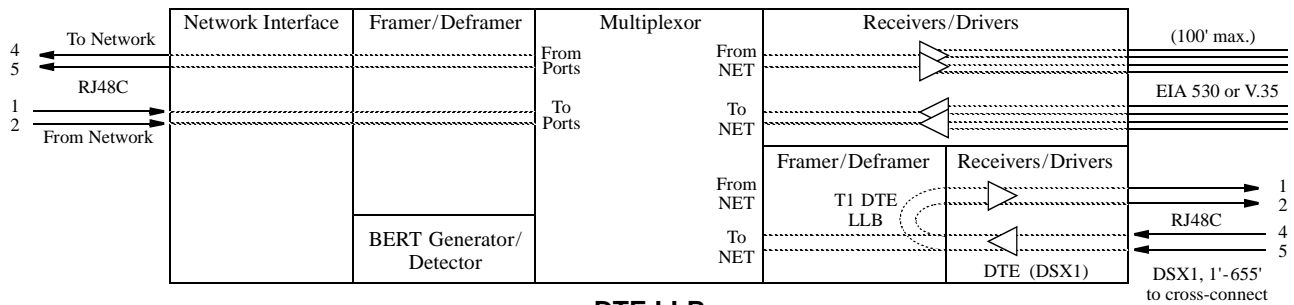 Network Interface
Framer/Deframer
Multiplexor
Receivers/Drivers
4
5
To Network
RJ48C
1
2
From Network
From
Ports
To
Ports
From
NET
To
NET
(100' max.)
EIA 530 or V.35
Framer/Deframer
Receivers/Drivers
From
NET
To
NET
T1 DTE
LLB
1
2
RJ48C
4
5
BERT Generator/
Detector
DTE (DSX1)
DSX1, 1'-655'
to cross-connect
DTE LLB